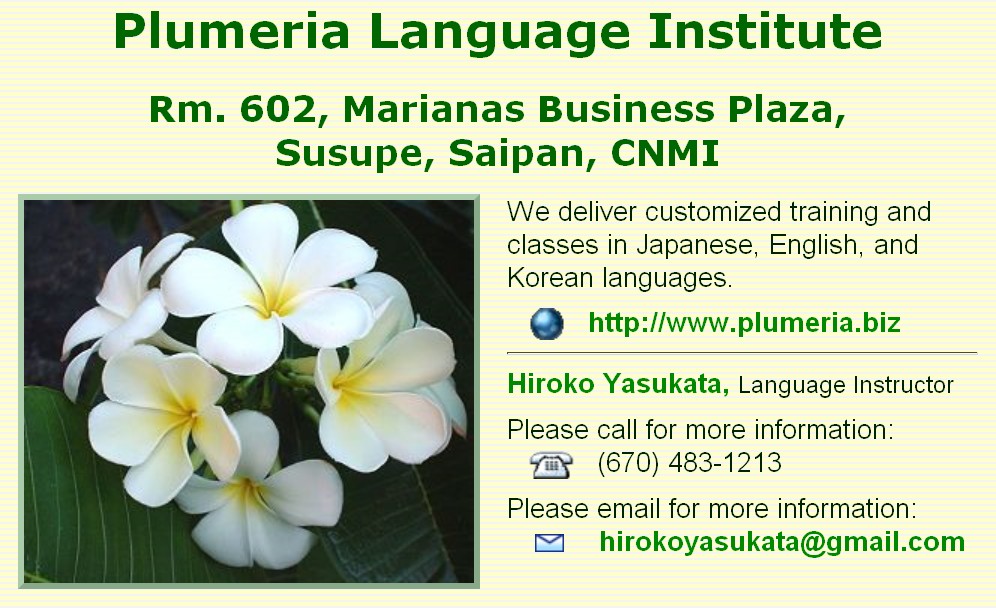 Plumeria Language Institute
Rm. 602, Marianas Business Plaza,
Susupe, Saipan, CNMI
We deliver customized training and
classes in Japanese, English, and
Korean languages.
http://www.plumeria.biz
Hiroko Yasukata, Language Instructor
Please call for more information:
(670) 483-1213
Please email for more information:
hirokoyasukata@gmail.com